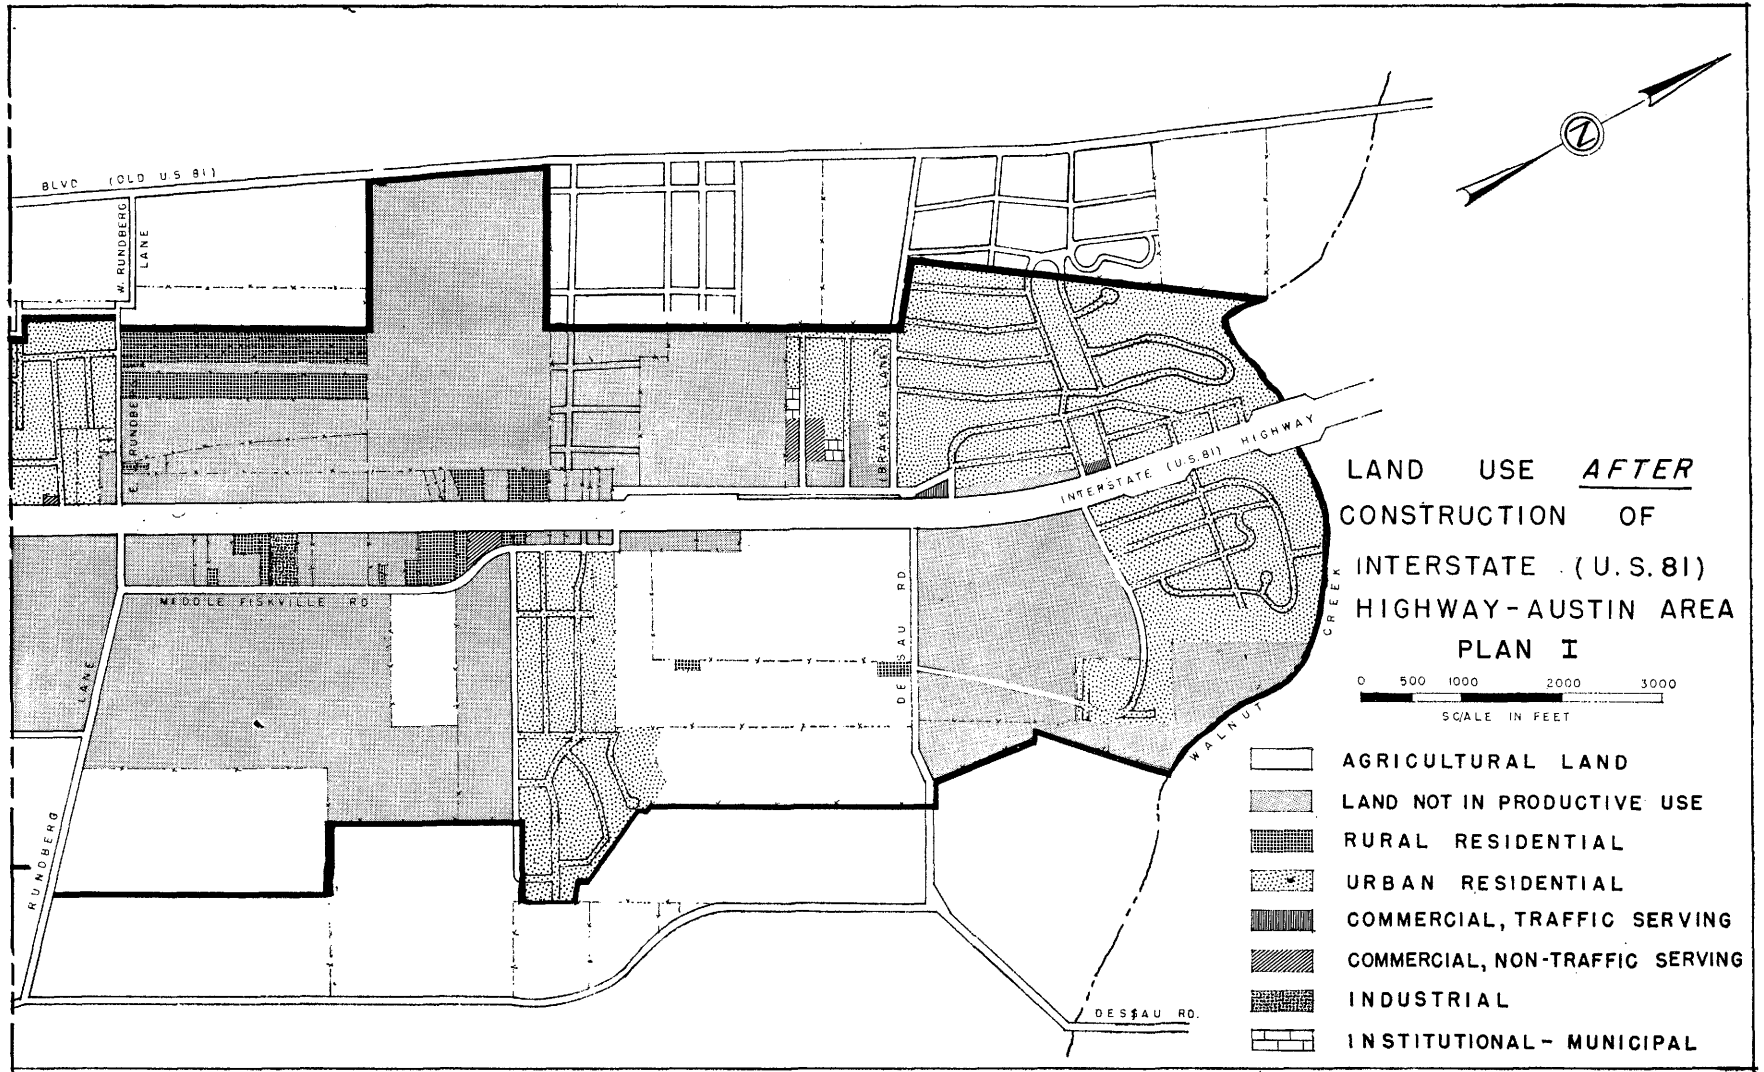 BLVD (OLD U.S 81)
W. RUNDBERG
LANE
N
E. RUNDBERG
BRAKER LANE
INTERSTATE (U.S.81) HIGHWAY
MIDDLE FISKVILLE RD
DESSAU RD
LANE
RUNDBERG
WALNUT CREEK
DESSAU RD.
LAND USE AFTER
CONSTRUCTION OF
INTERSTATE (U.S.81)
HIGHWAY-AUSTIN AREA
PLAN I
0 500 1000 2000 3000
SCALE IN FEET
AGRICULTURAL LAND
LAND NOT IN PRODUCTIVE USE
RURAL RESIDENTIAL
URBAN RESIDENTIAL
COMMERCIAL, TRAFFIC SERVING
COMMERCIAL, NON-TRAFFIC SERVING
INDUSTRIAL
INSTITUTIONAL- MUNICIPAL